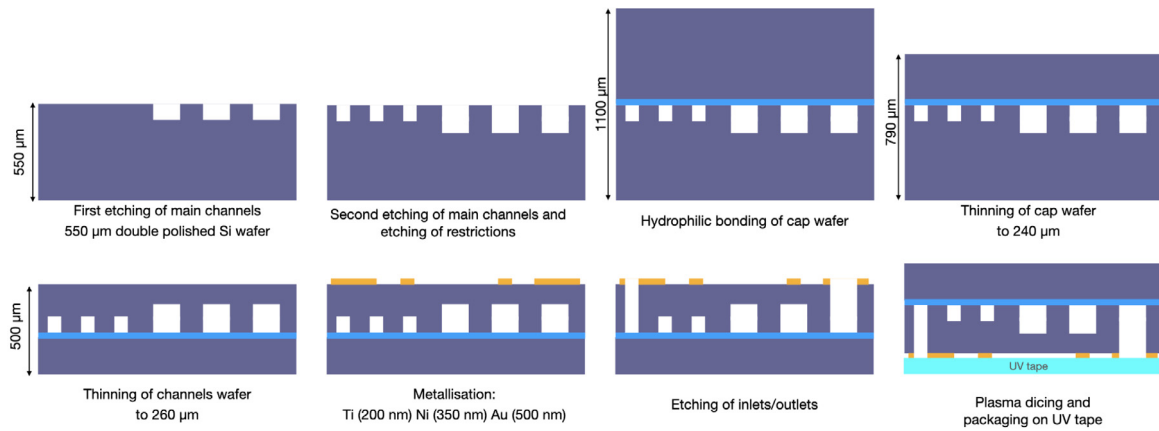 550 μm
First etching of main channels
550 μm double polished Si wafer
Second etching of main channels and
etching of restrictions
1100 μm
Hydrophilic bonding of cap wafer
790 μm
Thinning of cap wafer
to 240 μm
500 μm
Thinning of channels wafer
to 260 μm
Metallisation:
Ti (200 nm) Ni (350 nm) Au (500 nm)
Etching of inlets/outlets
UV tape
Plasma dicing and
packaging on UV tape